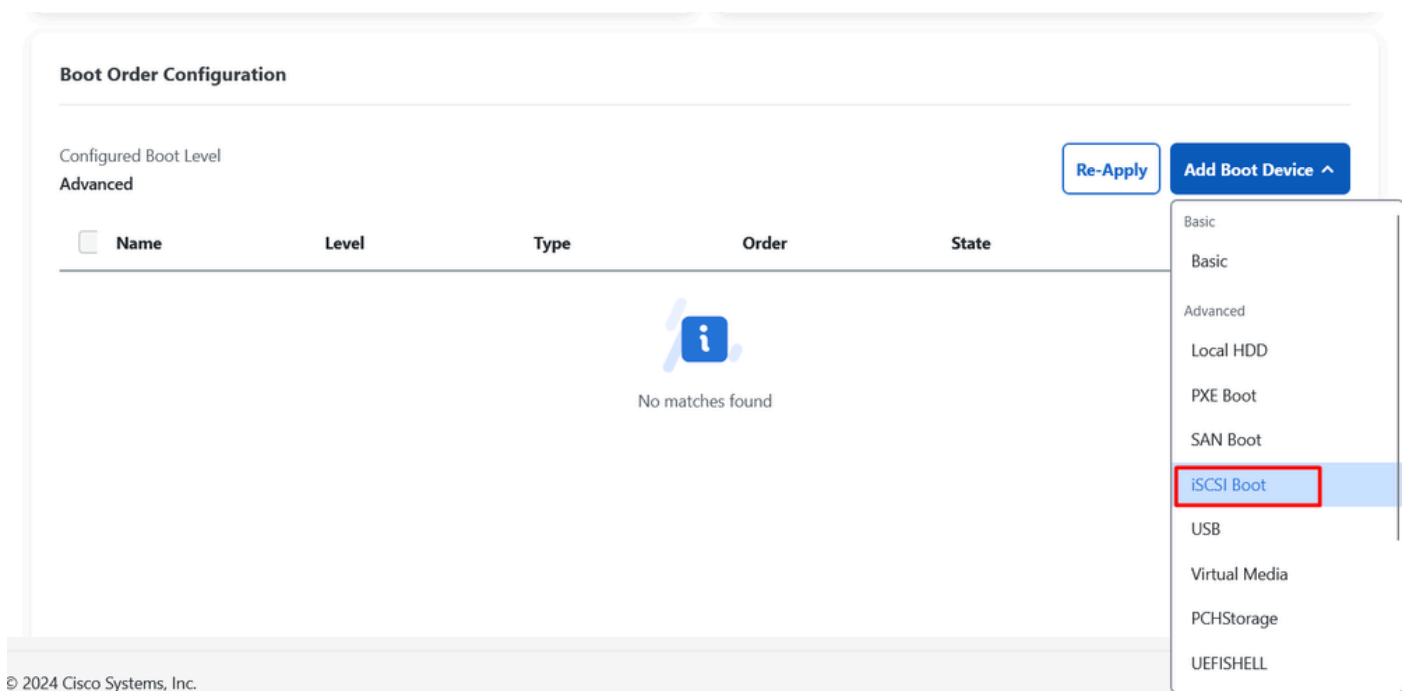 Boot Order Configuration
Configured Boot Level
Advanced
Re-Apply
Add Boot Device
Name Level Type Order State
No matches found
Basic
Basic
Advanced
Local HDD
PXE Boot
SAN Boot
iSCSI Boot
USB
Virtual Media
PCHStorage
UEFISHELL
© 2024 Cisco Systems, Inc.